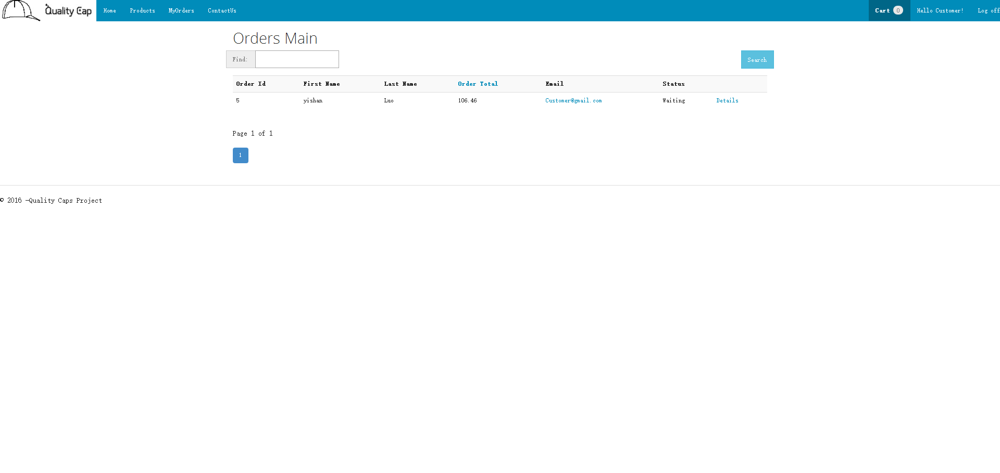 Quality Cap Home Products MyOrders ContactUs Cart 0 Hello Customer! Log off
Orders Main
Find: Search
Order Id First Name Last Name Order Total Email Status
5 yishan Luo 106.46 Customer@gmail.com Waiting Details
Page 1 of 1
1
© 2016 -Quality Caps Project